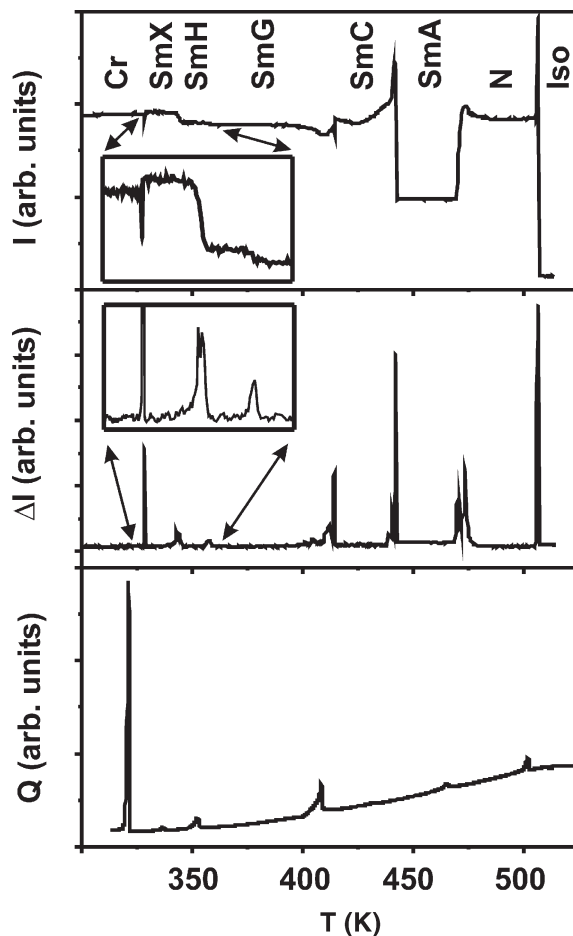 Cr
SmX
SmH
SmG
SmC
SmA
N
Iso
I (arb. units)
ΔI (arb. units)
Q (arb. units)
350
400
450
500
T (K)